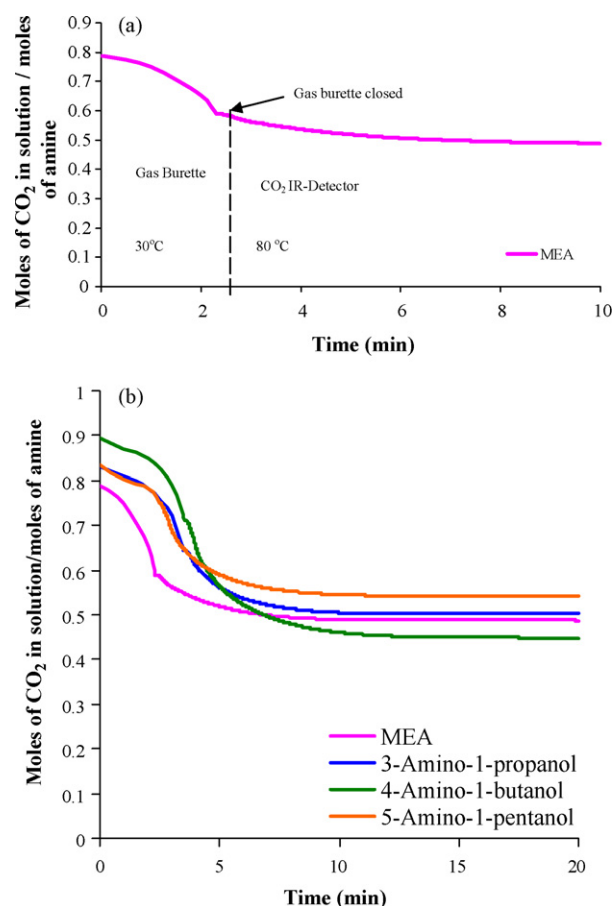 (a)
0.9
0.8
0.7
0.6
0.5
0.4
0.3
0.2
0.1
0
Moles of CO₂ in solution / moles
of amine
Gas burette closed
Gas Burette
CO₂ IR-Detector
30°C
80 °C
MEA
0 2 4 6 8 10
Time (min)
(b)
1
0.9
0.8
0.7
0.6
0.5
0.4
0.3
0.2
0.1
0
Moles of CO₂ in solution/moles of amine
MEA
3-Amino-1-propanol
4-Amino-1-butanol
5-Amino-1-pentanol
0 5 10 15 20
Time (min)